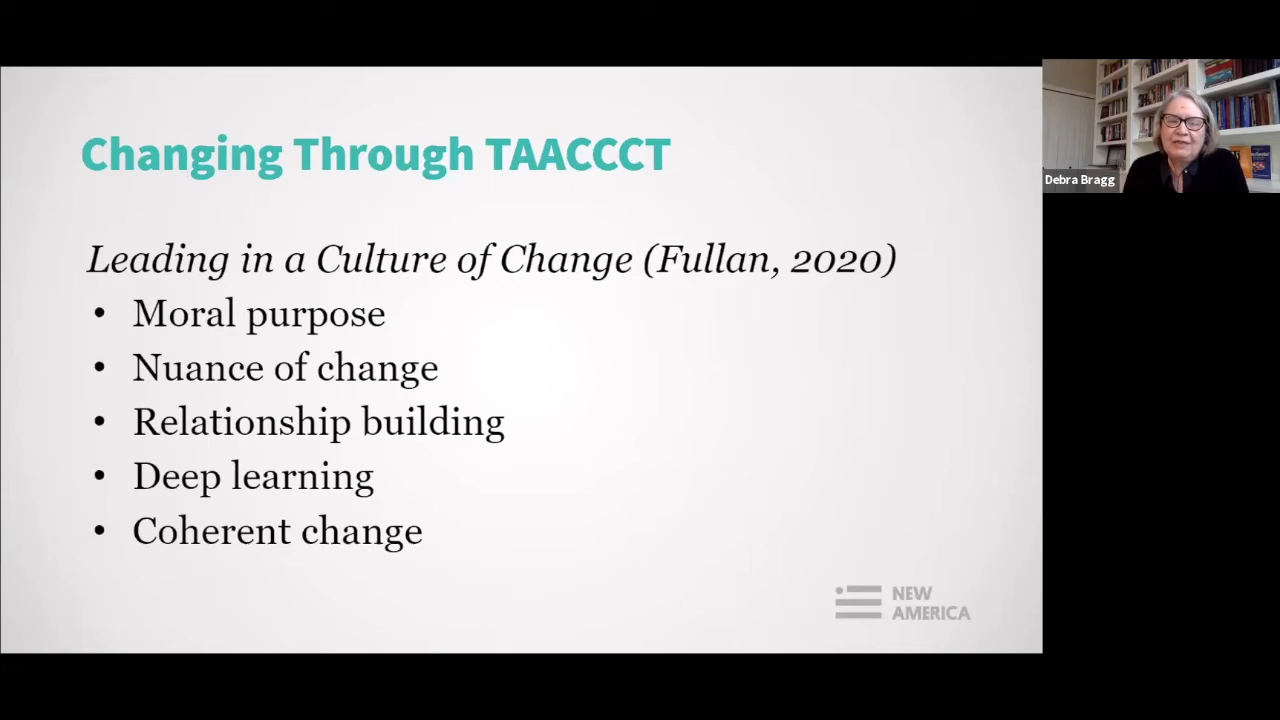 Changing Through TAACCCT
Leading in a Culture of Change (Fullan, 2020)
• Moral purpose
• Nuance of change
• Relationship building
• Deep learning
• Coherent change
NEW
AMERICA
Debra Bragg